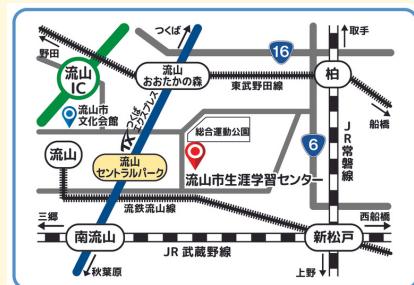 つくば
取手
野田
16
流山
IC
流山
おおたかの森
柏
東武野田線
流山市
文化会館
つくば
エクスプレス
TX
総合運動公園
船橋
6
JR常磐線
流山
流山
セントラルパーク
流山市生涯学習センター
流鉄流山線
三郷
西船橋
南流山
JR武蔵野線
新松戸
秋葉原
上野